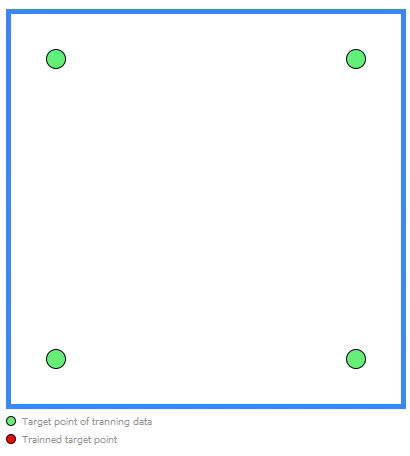 Target point of tranning data
Trainned target point